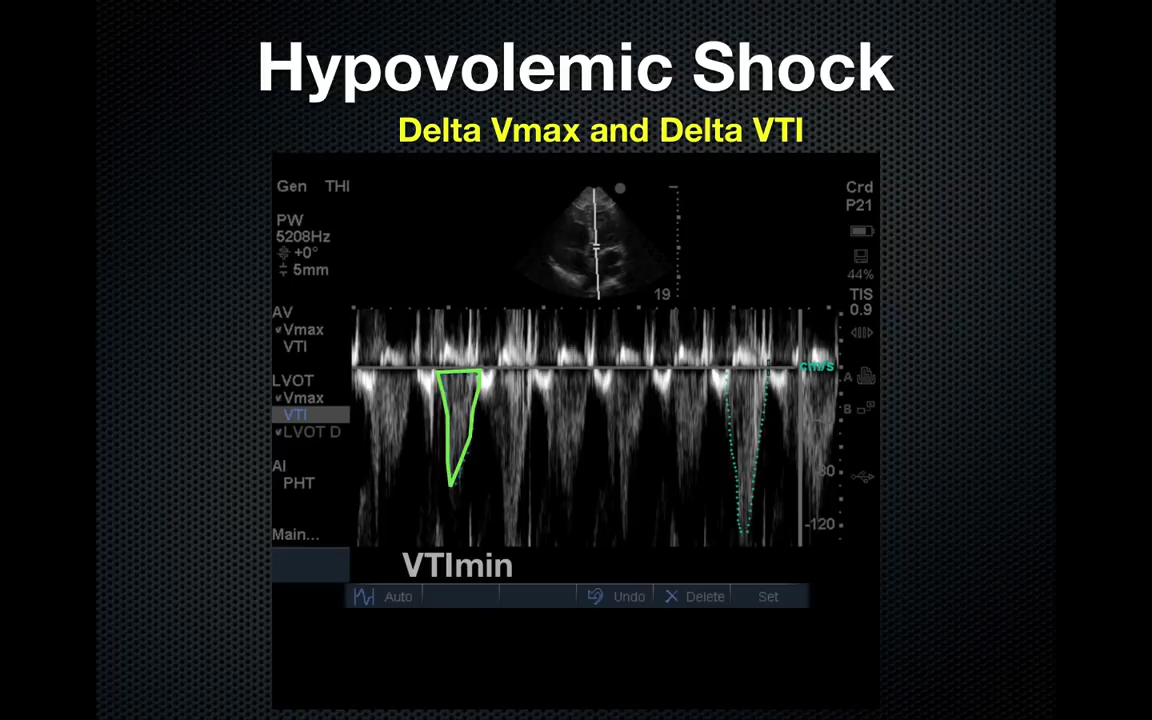 Hypovolemic Shock
Delta Vmax and Delta VTI
Gen THI
Crd
P21
PW
5208Hz
+0°
5mm
44%
TIS
0.9
19
AV
Vmax
VTI
cm/s
A
LVOT
Vmax
VTI
LVOT D
B
AI
PHT
-120
Main...
VTImin
Auto
Undo
Delete
Set